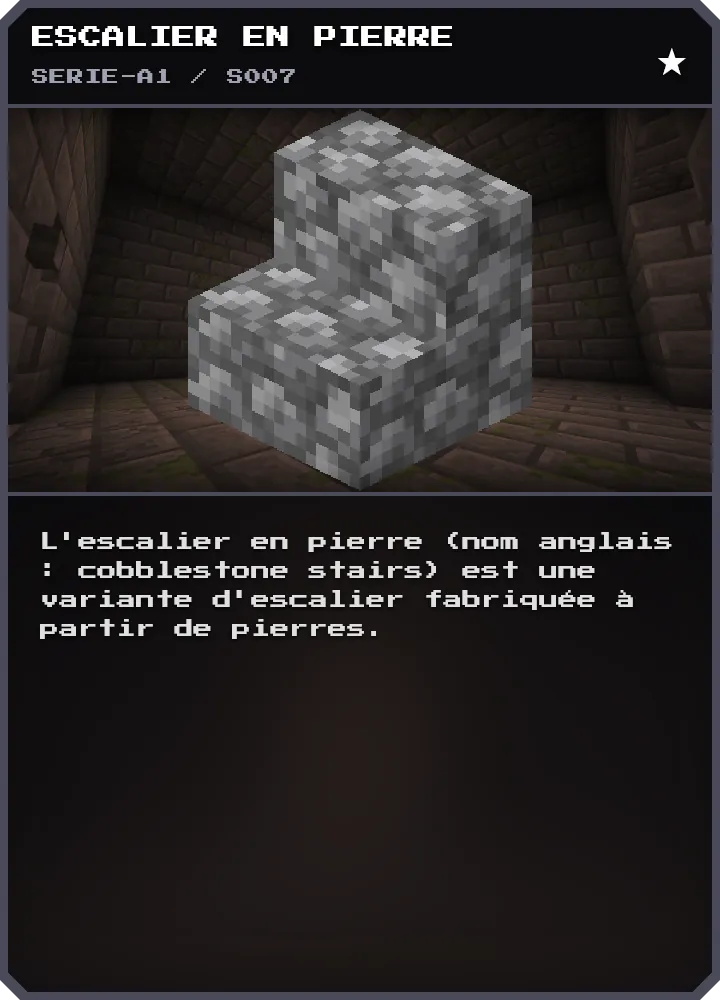 ESCALIER EN PIERRE
SERIE-A1 / S007
L'escalier en pierre (nom anglais
: cobblestone stairs) est une
variante d'escalier fabriquée à
partir de pierres.